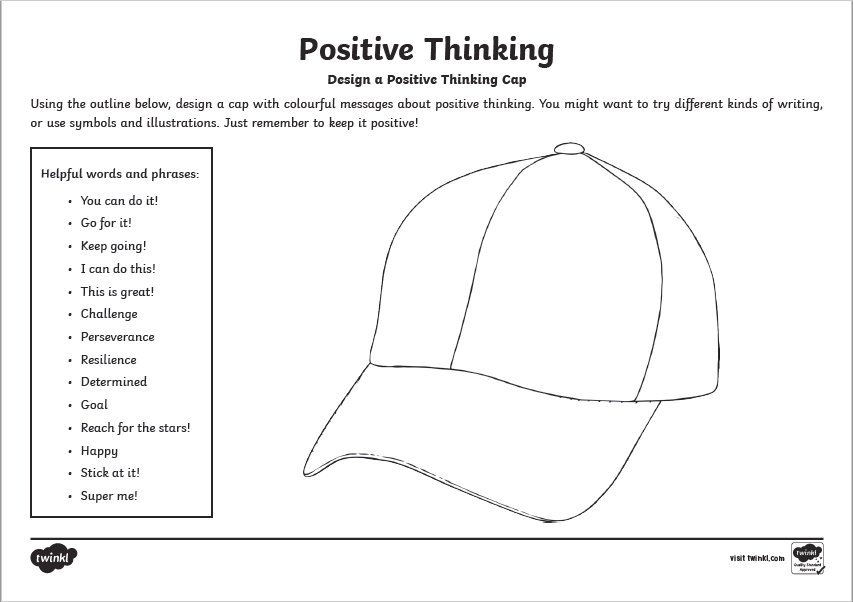 Positive Thinking
Design a Positive Thinking Cap
Using the outline below, design a cap with colourful messages about positive thinking. You might want to try different kinds of writing,
or use symbols and illustrations. Just remember to keep it positive!
Helpful words and phrases:
• You can do it!
• Go for it!
• Keep going!
• I can do this!
• This is great!
• Challenge
• Perseverance
• Resilience
• Determined
• Goal
• Reach for the stars!
• Happy
• Stick at it!
• Super me!
twinkl
visit twinkl.com
twinkl
Quality Standard
Approved